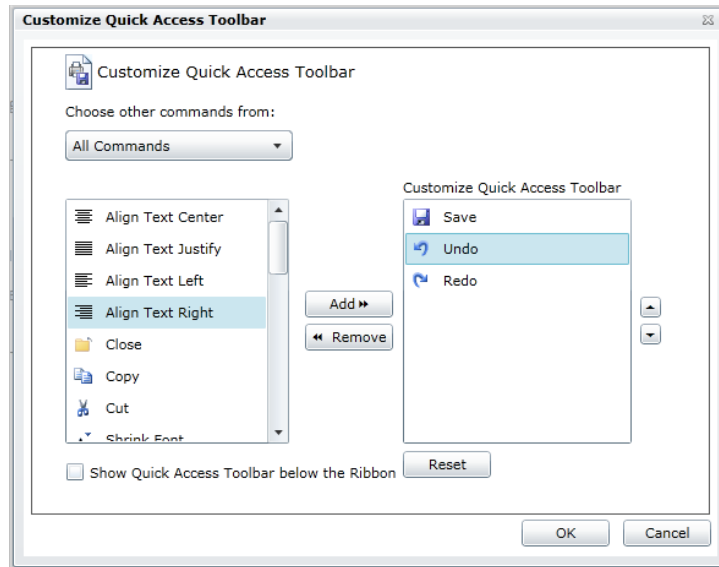 Customize Quick Access Toolbar
Customize Quick Access Toolbar
Choose other commands from:
All Commands
Customize Quick Access Toolbar
Align Text Center
Align Text Justify
Align Text Left
Align Text Right
Close
Copy
Cut
Shrink Font
Add
Remove
Save
Undo
Redo
Show Quick Access Toolbar below the Ribbon
Reset
OK Cancel